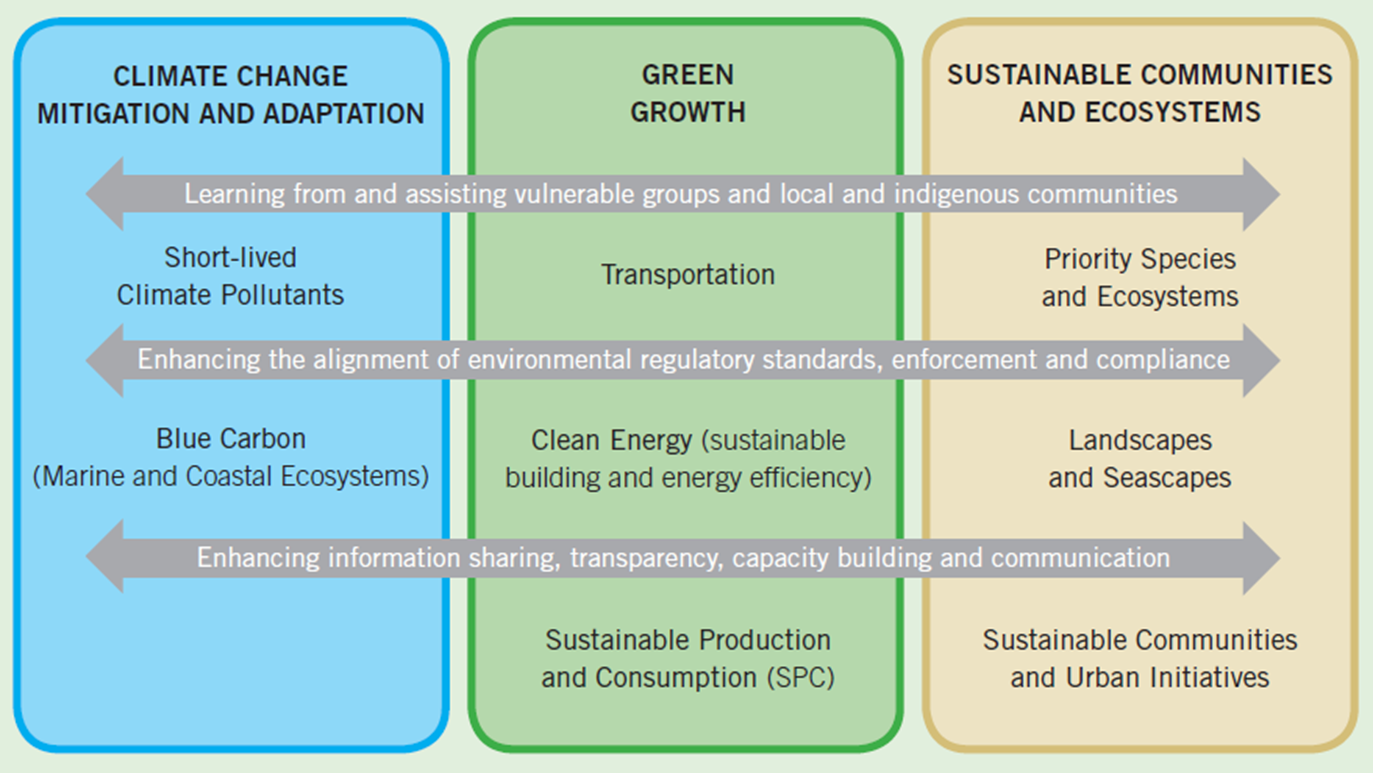 CLIMATE CHANGE
MITIGATION AND ADAPTATION
GREEN
GROWTH
SUSTAINABLE COMMUNITIES
AND ECOSYSTEMS
Learning from and assisting vulnerable groups and local and indigenous communities
Short-lived
Climate Pollutants
Transportation
Priority Species
and Ecosystems
Enhancing the alignment of environmental regulatory standards, enforcement and compliance
Blue Carbon
(Marine and Coastal Ecosystems)
Clean Energy (sustainable
building and energy efficiency)
Landscapes
and Seascapes
Enhancing information sharing, transparency, capacity building and communication
Sustainable Production
and Consumption (SPC)
Sustainable Communities
and Urban Initiatives